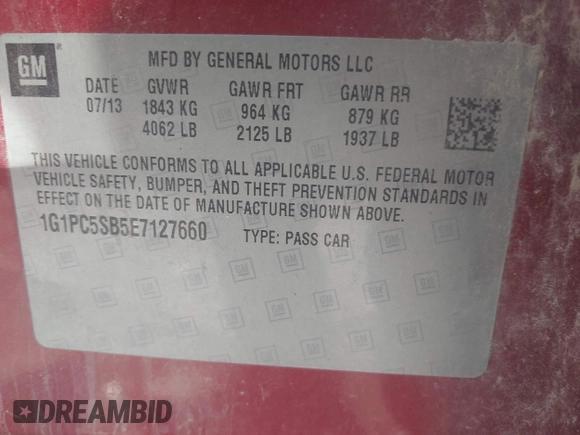 GM
MFD BY GENERAL MOTORS LLC
DATE GVWR GAWR FRT GAWR RR
07/13 1843 KG 964 KG 879 KG
4062 LB 2125 LB 1937 LB
THIS VEHICLE CONFORMS TO ALL APPLICABLE U.S. FEDERAL MOTOR
VEHICLE SAFETY, BUMPER, AND THEFT PREVENTION STANDARDS IN
EFFECT ON THE DATE OF MANUFACTURE SHOWN ABOVE.
1G1PC5SB5E7127660 TYPE: PASS CAR
DREAMBID